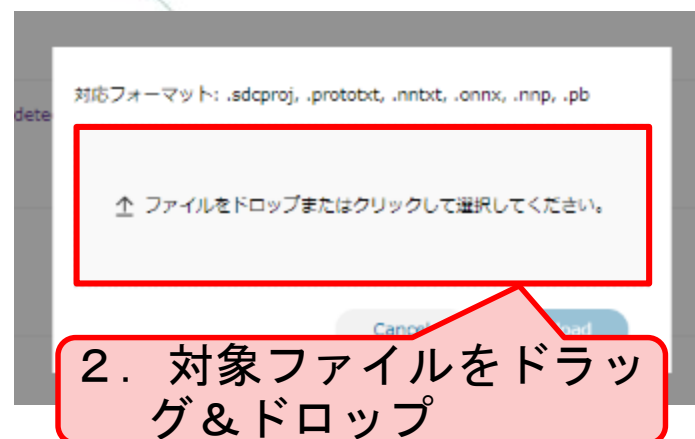 対応フォーマット: .sdcproj, .prototxt, .nntxt, .onnx, .nnp, .pb
dete
ファイルをドロップまたはクリックして選択してください。
２．対象ファイルをドラッ
グ＆ドロップ